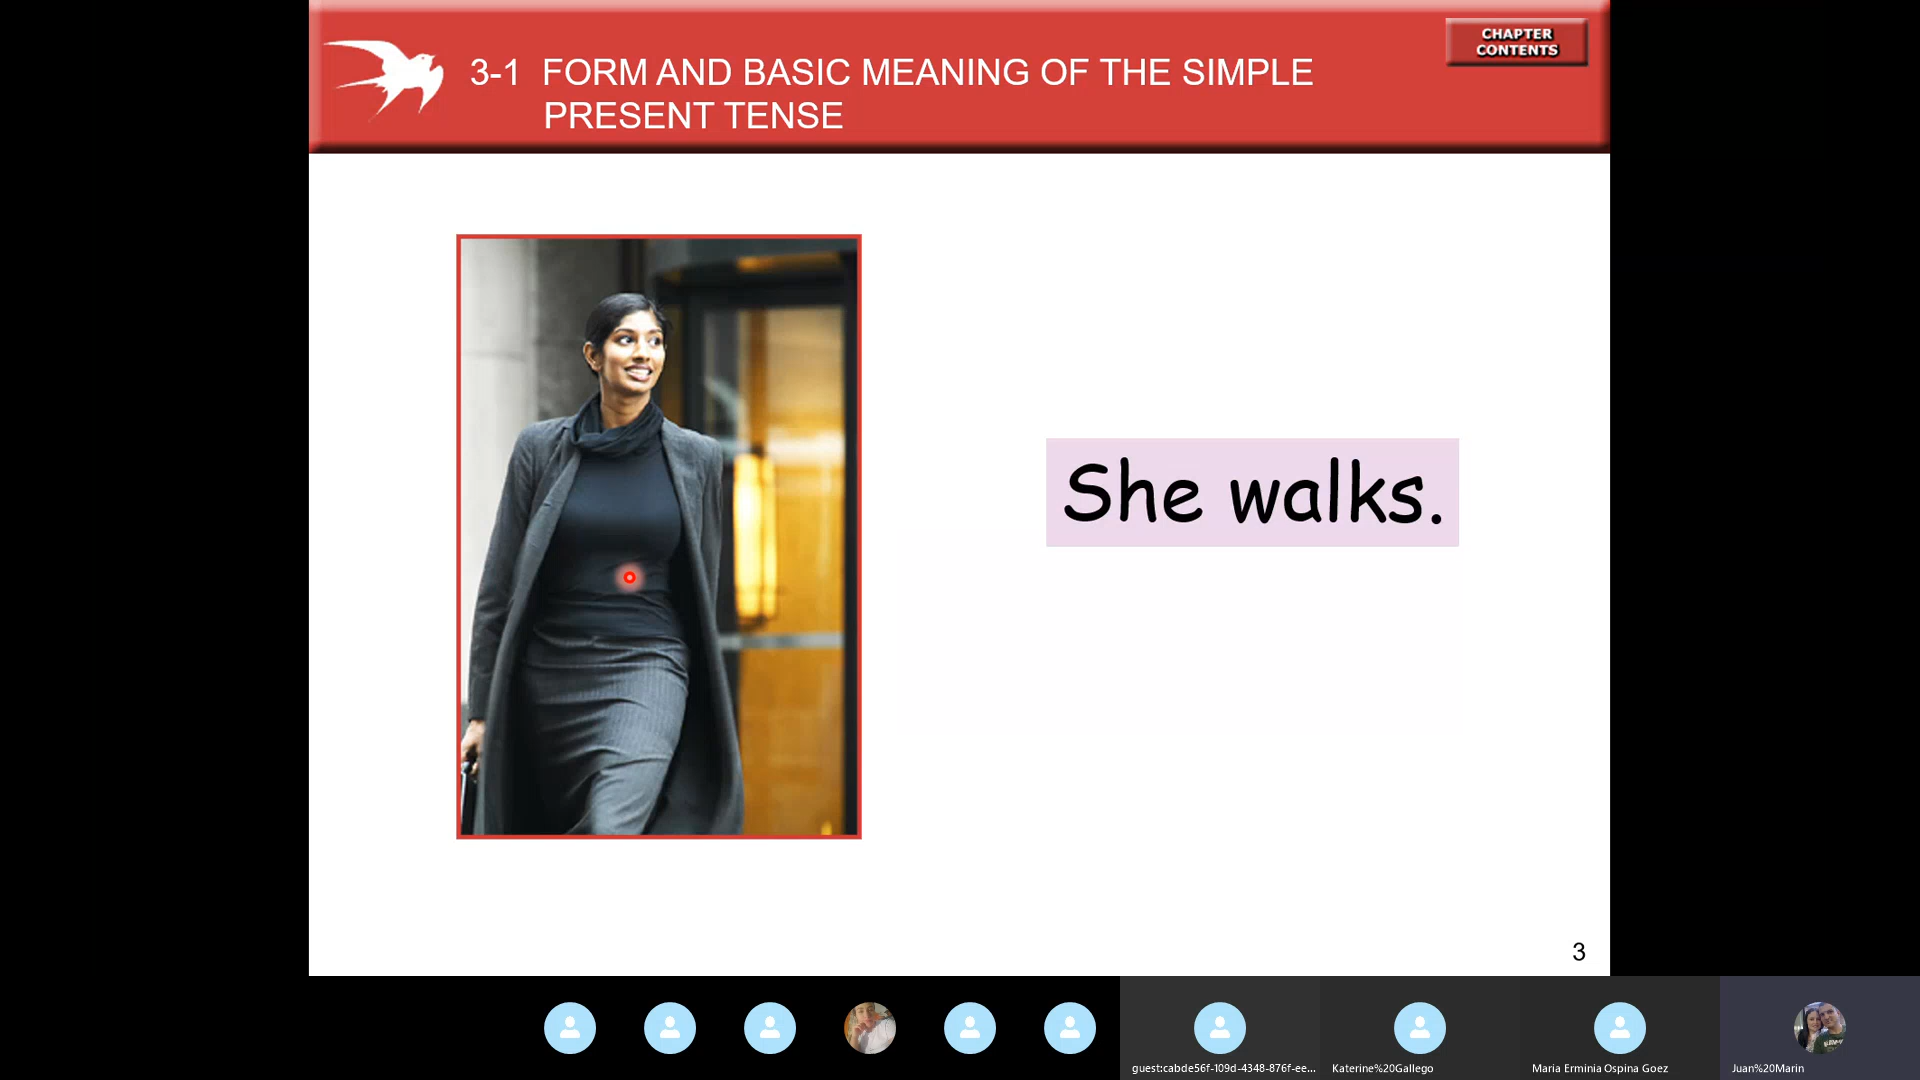 3-1 FORM AND BASIC MEANING OF THE SIMPLE
PRESENT TENSE
CHAPTER
CONTENTS
She walks.
3
guest:cabde56f-109d-4348-876f-ee...
Katerine%20Gallego
Maria Erminia Ospina Goez
Juan%20Marin